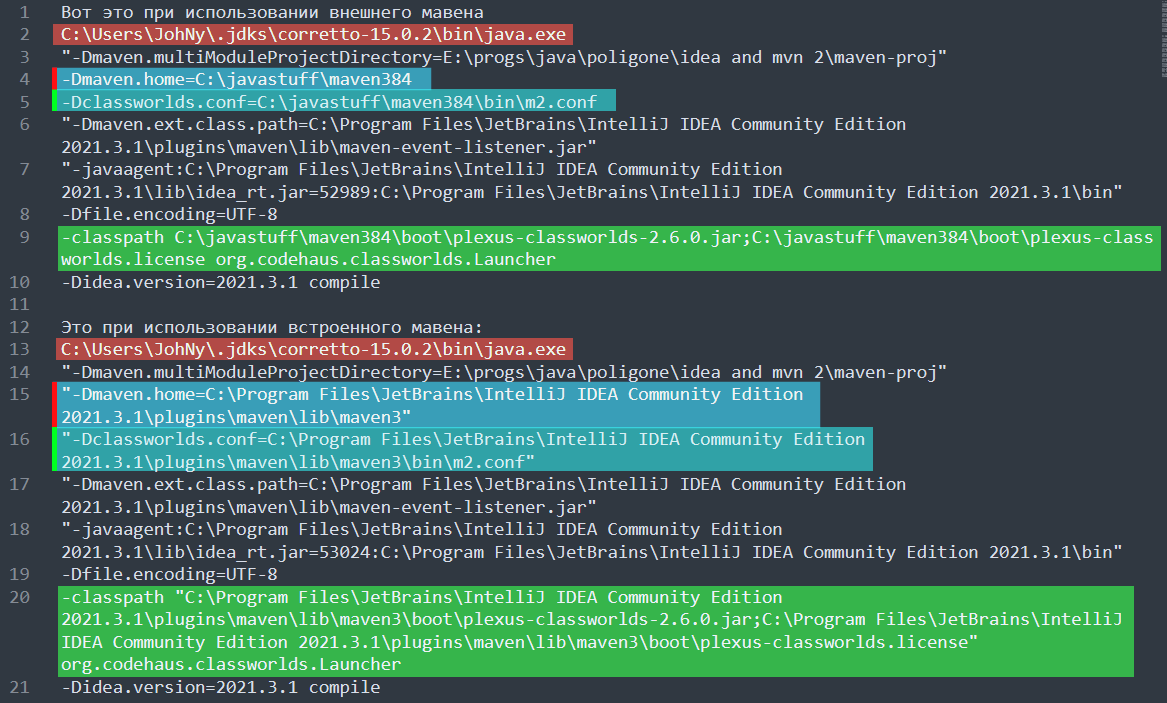 1 Вот это при использовании внешнего мавена
2 C:\Users\JohNy\.jdks\corretto-15.0.2\bin\java.exe
3 "-Dmaven.multiModuleProjectDirectory=E:\progs\java\poligone\idea and mvn 2\maven-proj"
4 -Dmaven.home=C:\javastuff\maven384
5 -Dclassworlds.conf=C:\javastuff\maven384\bin\m2.conf
6 "-Dmaven.ext.class.path=C:\Program Files\JetBrains\IntelliJ IDEA Community Edition
2021.3.1\plugins\maven\lib\maven-event-listener.jar"
7 "-javaagent:C:\Program Files\JetBrains\IntelliJ IDEA Community Edition
2021.3.1\lib\idea_rt.jar=52989:C:\Program Files\JetBrains\IntelliJ IDEA Community Edition 2021.3.1\bin"
8 -Dfile.encoding=UTF-8
9 -classpath C:\javastuff\maven384\boot\plexus-classworlds-2.6.0.jar;C:\javastuff\maven384\boot\plexus-class
worlds.license org.codehaus.classworlds.Launcher
10 -Didea.version=2021.3.1 compile
11
12 Это при использовании встроенного мавена:
13 C:\Users\JohNy\.jdks\corretto-15.0.2\bin\java.exe
14 "-Dmaven.multiModuleProjectDirectory=E:\progs\java\poligone\idea and mvn 2\maven-proj"
15 "-Dmaven.home=C:\Program Files\JetBrains\IntelliJ IDEA Community Edition
2021.3.1\plugins\maven\lib\maven3"
16 "-Dclassworlds.conf=C:\Program Files\JetBrains\IntelliJ IDEA Community Edition
2021.3.1\plugins\maven\lib\maven3\bin\m2.conf"
17 "-Dmaven.ext.class.path=C:\Program Files\JetBrains\IntelliJ IDEA Community Edition
2021.3.1\plugins\maven\lib\maven-event-listener.jar"
18 "-javaagent:C:\Program Files\JetBrains\IntelliJ IDEA Community Edition
2021.3.1\lib\idea_rt.jar=53024:C:\Program Files\JetBrains\IntelliJ IDEA Community Edition 2021.3.1\bin"
19 -Dfile.encoding=UTF-8
20 -classpath "C:\Program Files\JetBrains\IntelliJ IDEA Community Edition
2021.3.1\plugins\maven\lib\maven3\boot\plexus-classworlds-2.6.0.jar;C:\Program Files\JetBrains\IntelliJ
IDEA Community Edition 2021.3.1\plugins\maven\lib\maven3\boot\plexus-classworlds.license"
org.codehaus.classworlds.Launcher
21 -Didea.version=2021.3.1 compile